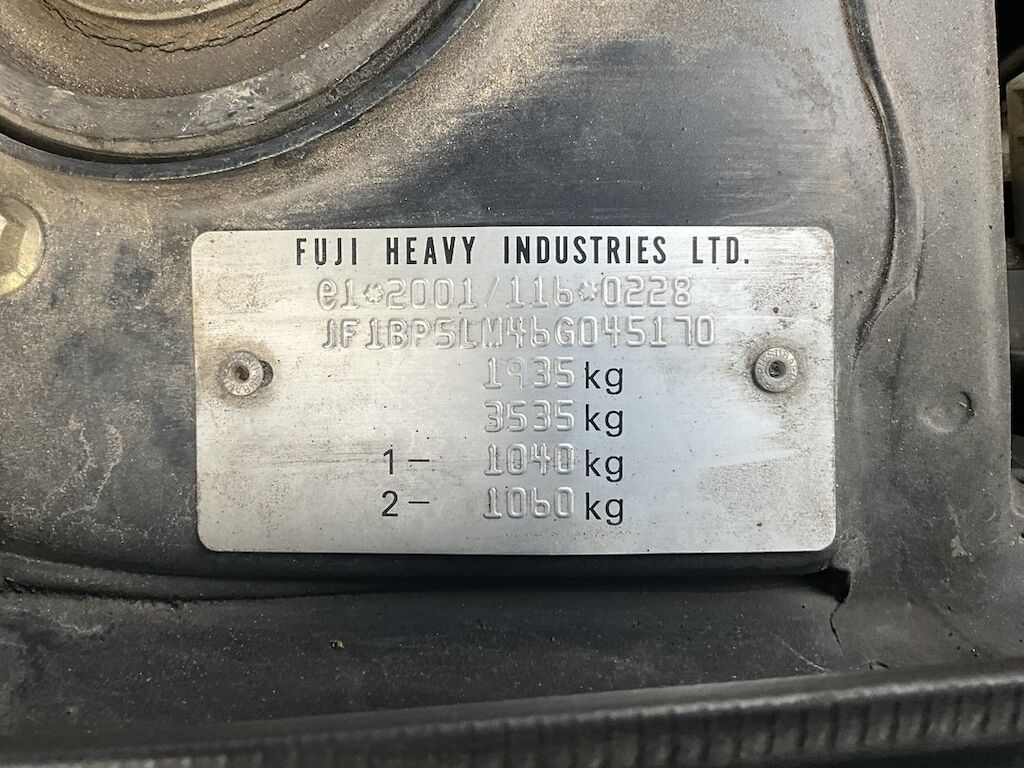 FUJI HEAVY INDUSTRIES LTD.
e1*2001/116*0228
JF1BP5LM46G045170
1935 kg
3535 kg
1- 1040 kg
2- 1060 kg